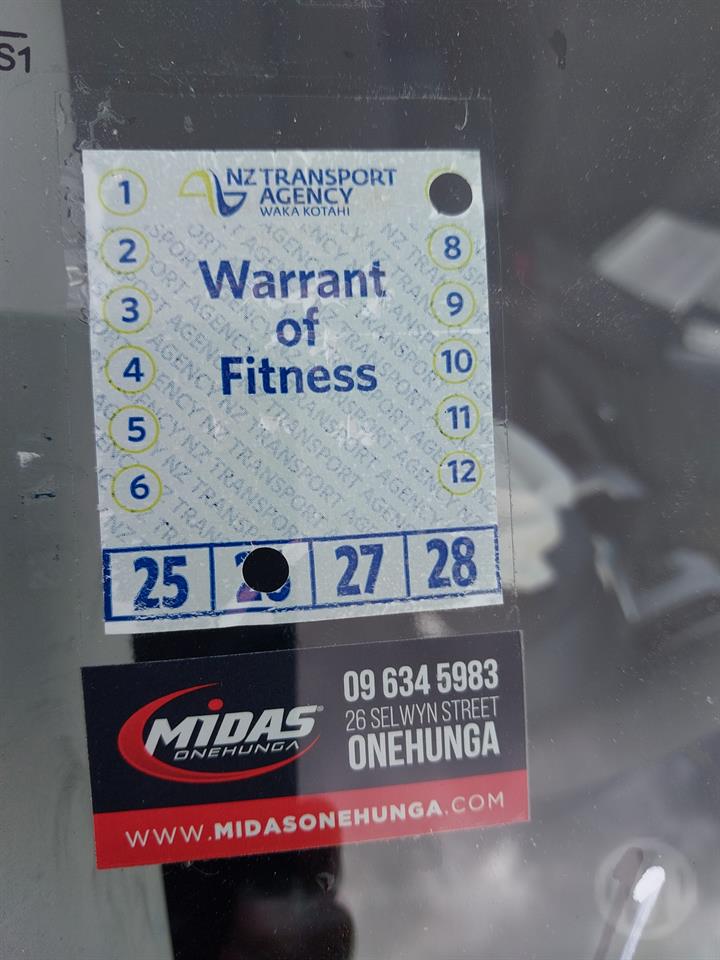 S1
NZ TRANSPORT
AGENCY
WAKA KOTAHI
Warrant
of
Fitness
1
2
3
4
5
6
8
9
10
11
12
25
27
28
MIDAS
ONEHUNGA
09 634 5983
26 SELWYN STREET
ONEHUNGA
WWW.MIDASONEHUNGA.COM